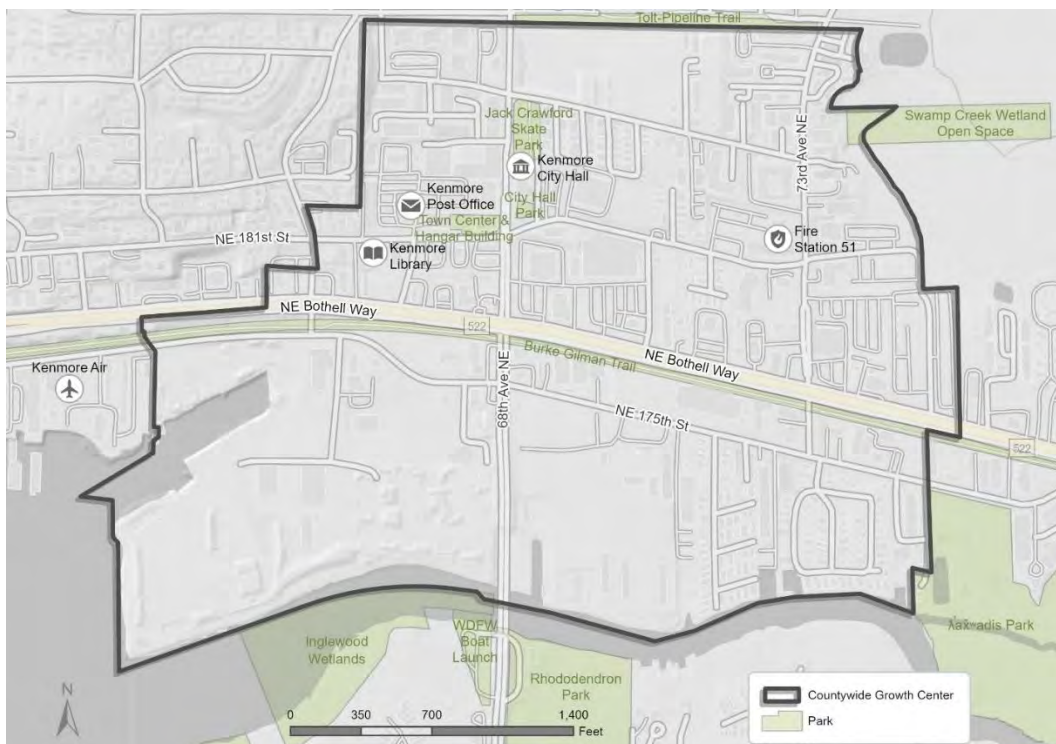 Tolt-Pipeline Trail
Jack Crawford
Skate
Park
Swamp Creek Wetland
Open Space
73rd Ave NE
Kenmore
City Hall
Kenmore
Post Office
City Hall
Park
Town Center &
Hangar Building
NE 181st St
Kenmore
Library
Fire
Station 51
NE Bothell Way
522
Burke Gilman Trail
NE Bothell Way
Kenmore Air
68th Ave NE
NE 175th St
522
Inglewood
Wetlands
WDFW
Boat
Launch
Rhododendron
Park
ƛax̌ʷadis Park
N
0 350 700 1,400
Feet
Countywide Growth Center
Park